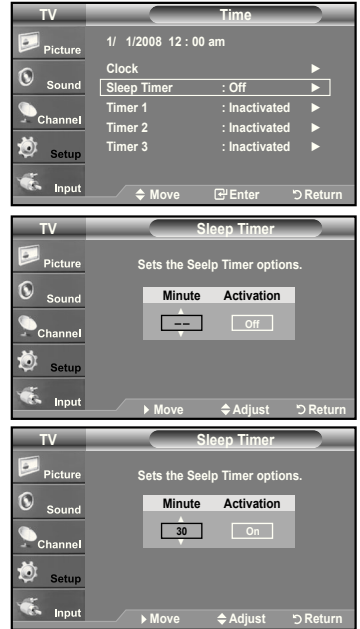 TV Time
Picture
Sound
Channel
Setup
Input
1/ 1/2008 12 : 00 am
Clock ►
Sleep Timer : Off ►
Timer 1 : Inactivated ►
Timer 2 : Inactivated ►
Timer 3 : Inactivated ►
Move Enter Return
TV Sleep Timer
Picture
Sound
Channel
Setup
Input
Sets the Seelp Timer options.
Minute Activation
-- Off
Move Adjust Return
TV Sleep Timer
Picture
Sound
Channel
Setup
Input
Sets the Seelp Timer options.
Minute Activation
30 On
Move Adjust Return